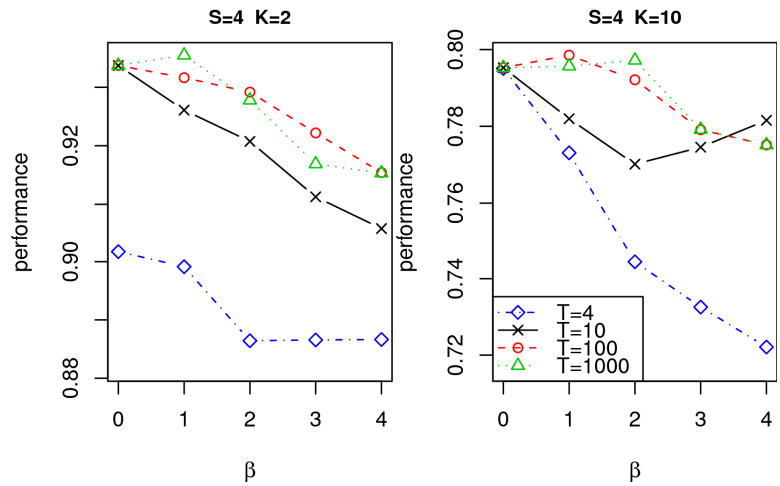 S=4 K=2
performance
0.88
0.90
0.92
0 1 2 3 4
β
S=4 K=10
performance
0.72
0.74
0.76
0.78
0.80
T=4
T=10
T=100
T=1000
0 1 2 3 4
β